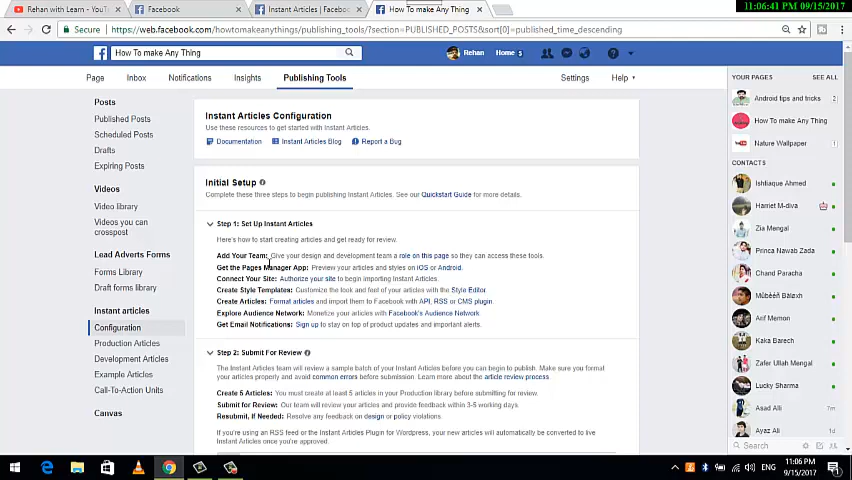 11:06:41 PM 09/15/2017
Rehan with Learn - YouT
Facebook
Instant Articles | Facebo
How To make Any Thing
Secure
https://web.facebook.com/howtomakeanythings/publishing_tools/?section=PUBLISHED_POSTS&sort[0]=published_time_descending
How To make Any Thing
Rehan
Home 5
Page
Inbox
Notifications
Insights
Publishing Tools
Settings
Help
Posts
Published Posts
Scheduled Posts
Drafts
Expiring Posts
Videos
Video library
Videos you can
crosspost
Lead Adverts Forms
Forms Library
Draft forms library
Instant articles
Configuration
Production Articles
Development Articles
Example Articles
Call-To-Action Units
Canvas
Instant Articles Configuration
Use these resources to get started with Instant Articles.
Documentation
Instant Articles Blog
Report a Bug
Initial Setup
Complete these three steps to begin publishing Instant Articles. See our Quickstart Guide for more details.
Step 1: Set Up Instant Articles
Here's how to start creating articles and get ready for review.
Add Your Team: Give your design and development team a role on this page so they can access these tools.
Get the Pages Manager App: Preview your articles and styles on iOS or Android.
Connect Your Site: Authorize your site to begin importing Instant Articles.
Create Style Templates: Customize the look and feel of your articles with the Style Editor.
Create Articles: Format articles and import them to Facebook with API, RSS or CMS plugin.
Explore Audience Network: Monetize your articles with Facebook's Audience Network.
Get Email Notifications: Sign up to stay on top of product updates and important alerts.
Step 2: Submit For Review
The Instant Articles team will review a sample batch of your Instant Articles before you can begin to publish. Make sure you format
your articles properly and avoid common errors before submission. Learn more about the article review process.
Create 5 Articles: You must create at least 5 articles in your Production library before submitting for review.
Submit for Review: Our team will review your articles and provide feedback within 3-5 working days.
Resubmit, If Needed: Resolve any feedback on design or policy violations.
If you're using an RSS feed or the Instant Articles Plugin for Wordpress, your new articles will automatically be converted to live
Instant Articles once you're approved.
YOUR PAGES
SEE ALL
Android tips and tricks 2
How To make Any Thing
Nature Wallpaper 1
CONTACTS
Ishtiaque Ahmed
Harriet M-diva
Zia Mengal
Princa Nawab Zada
Chand Paracha
Arif Memon
Kaka Barech
Zafer Ullah Mengal
Lucky Sharma
Asad Ali 7m
Ayaz Ali 1d
Search
ENG
11:06 PM
9/15/2017